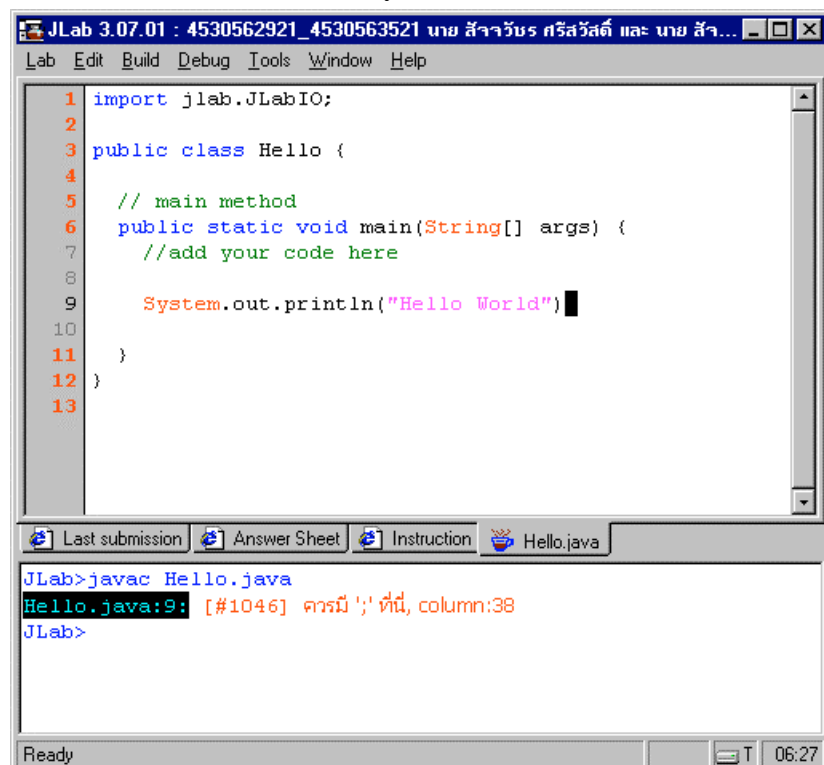 JLab 3.07.01 : 4530562921_4530563521 นาย สัจจวัชร ศรีสวัสดิ์ และ นาย สัจ...
Lab Edit Build Debug Tools Window Help
1 import jlab.JLabIO;
2
3 public class Hello {
4
5 // main method
6 public static void main(String[] args) {
7 //add your code here
8
9 System.out.println("Hello World")
10
11 }
12 }
13
Last submission Answer Sheet Instruction Hello.java
JLab>javac Hello.java
Hello.java:9: [#1046] ควรมี ';' ที่นี่, column:38
JLab>
Ready T 06:27